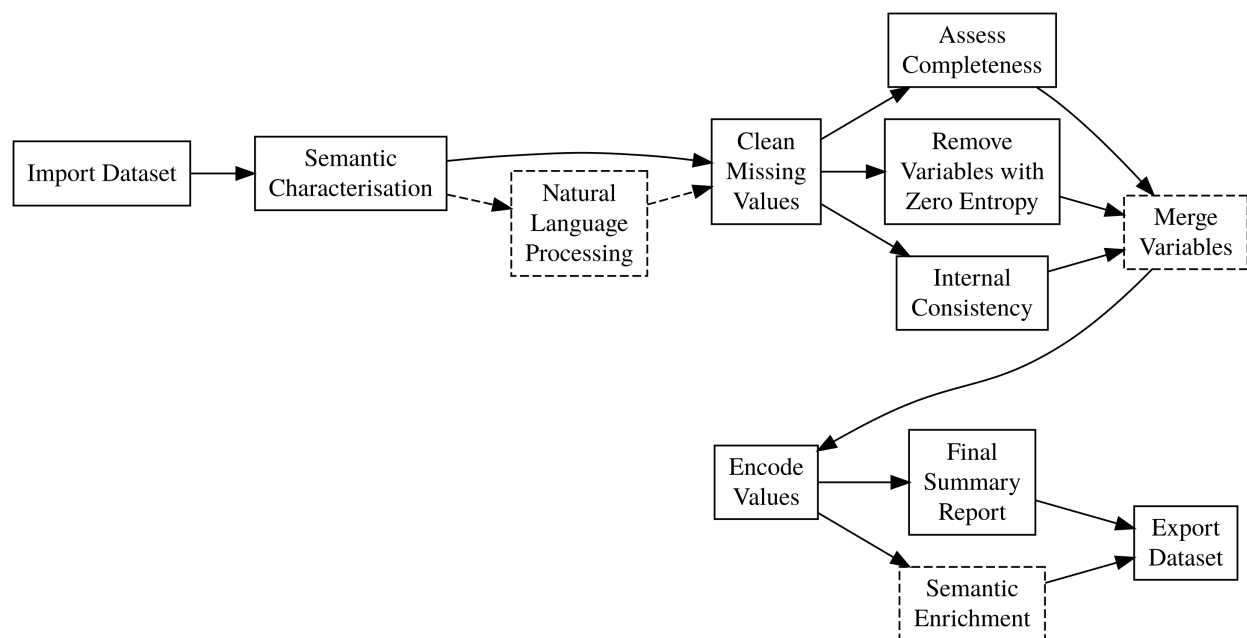 Import Dataset
Semantic
Characterisation
Natural
Language
Processing
Clean
Missing
Values
Assess
Completeness
Remove
Variables with
Zero Entropy
Internal
Consistency
Merge
Variables
Encode
Values
Final
Summary
Report
Semantic
Enrichment
Export
Dataset